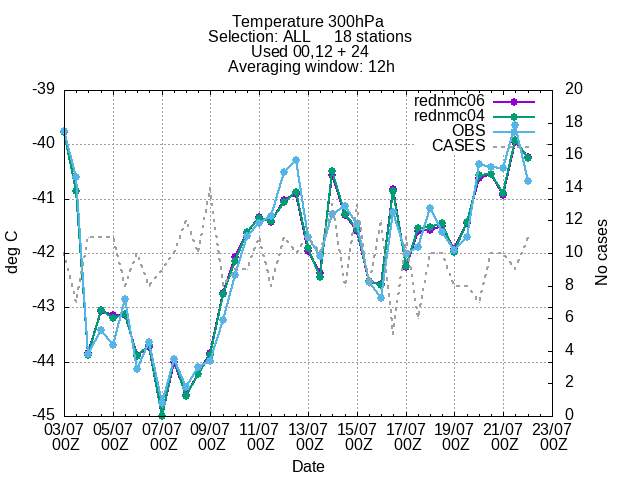 Temperature 300hPa
Selection: ALL 18 stations
Used 00,12 + 24
Averaging window: 12h
rednmc06
rednmc04
OBS
CASES
deg C
-39
-40
-41
-42
-43
-44
-45
No cases
20
18
16
14
12
10
8
6
4
2
0
03/07 05/07 07/07 09/07 11/07 13/07 15/07 17/07 19/07 21/07 23/07
00Z 00Z 00Z 00Z 00Z 00Z 00Z 00Z 00Z 00Z 00Z
Date